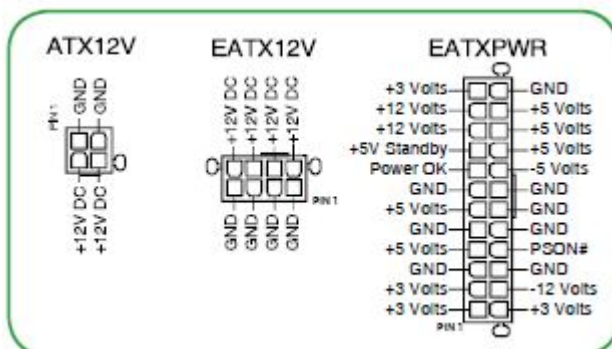 ATX12V
EATX12V
EATXPWR
PIN 1
GND
GND
+12V DC
+12V DC
+12V DC
+12V DC
+12V DC
+12V DC
GND
GND
GND
GND
PIN 1
+3 Volts GND
+12 Volts +5 Volts
+12 Volts +5 Volts
+5V Standby +5 Volts
Power OK -5 Volts
GND GND
+5 Volts GND
GND GND
+5 Volts PSON#
GND GND
+3 Volts -12 Volts
+3 Volts +3 Volts
PIN 1